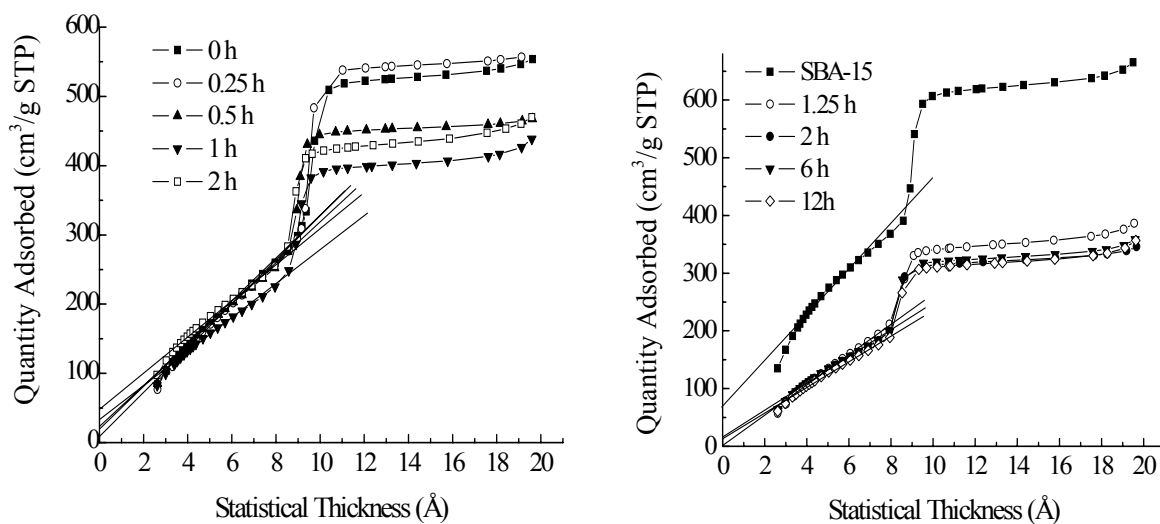 600
500
400
300
200
100
0
Quantity Adsorbed (cm³/g STP)
0 h
0.25 h
0.5 h
1 h
2 h
0 2 4 6 8 10 12 14 16 18 20
Statistical Thickness (Å)
600
500
400
300
200
100
0
Quantity Adsorbed (cm³/g STP)
SBA-15
1.25 h
2 h
6 h
12h
0 2 4 6 8 10 12 14 16 18 20
Statistical Thickness (Å)